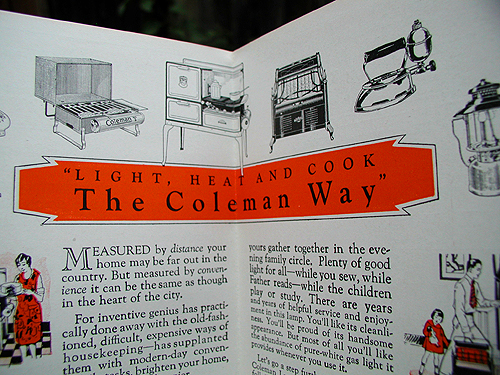 Coleman
"LIGHT, HEAT AND COOK
The Coleman Way"
MEASURED by distance your
home may be far out in the
country. But measured by conven-
ience it can be the same as though
in the heart of the city.
For inventive genius has practi-
cally done away with the old-fash-
ioned, difficult, expensive ways of
housekeeping—has supplanted
them with modern-day conven-
brighten your home,
yours gather together in the eve-
ning family circle. Plenty of good
light for all—while you sew, while
Father reads—while the children
play or study. There are years
and years of helpful service and enjoy-
ment in this lamp. You'll like its cleanli-
ness. You'll be proud of its handsome
appearance. But most of all you'll like
the abundance of pure-white gas light it
provides whenever you use it.
Let's go a step
Coleman